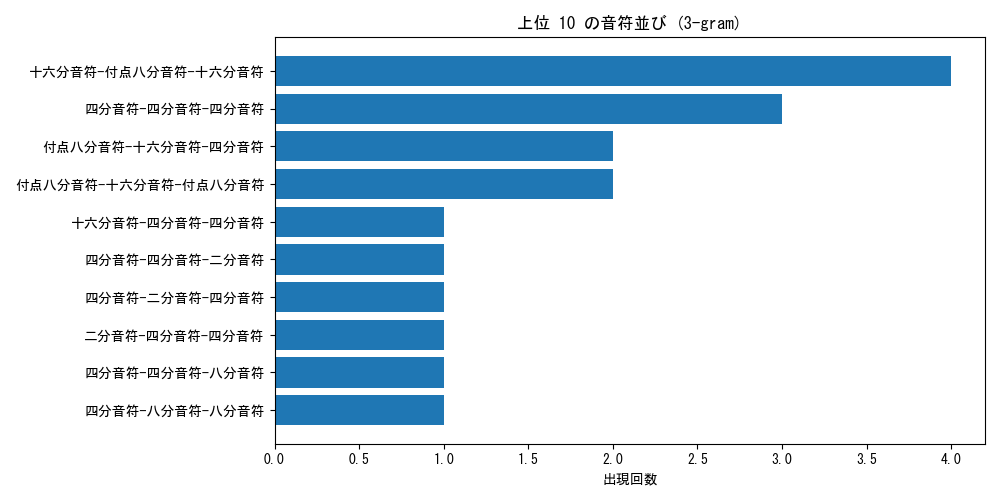 上位 10 の音符並び (3-gram)
十六分音符-付点八分音符-十六分音符
四分音符-四分音符-四分音符
付点八分音符-十六分音符-四分音符
付点八分音符-十六分音符-付点八分音符
十六分音符-四分音符-四分音符
四分音符-四分音符-二分音符
四分音符-二分音符-四分音符
二分音符-四分音符-四分音符
四分音符-四分音符-八分音符
四分音符-八分音符-八分音符
0.0 0.5 1.0 1.5 2.0 2.5 3.0 3.5 4.0
出現回数